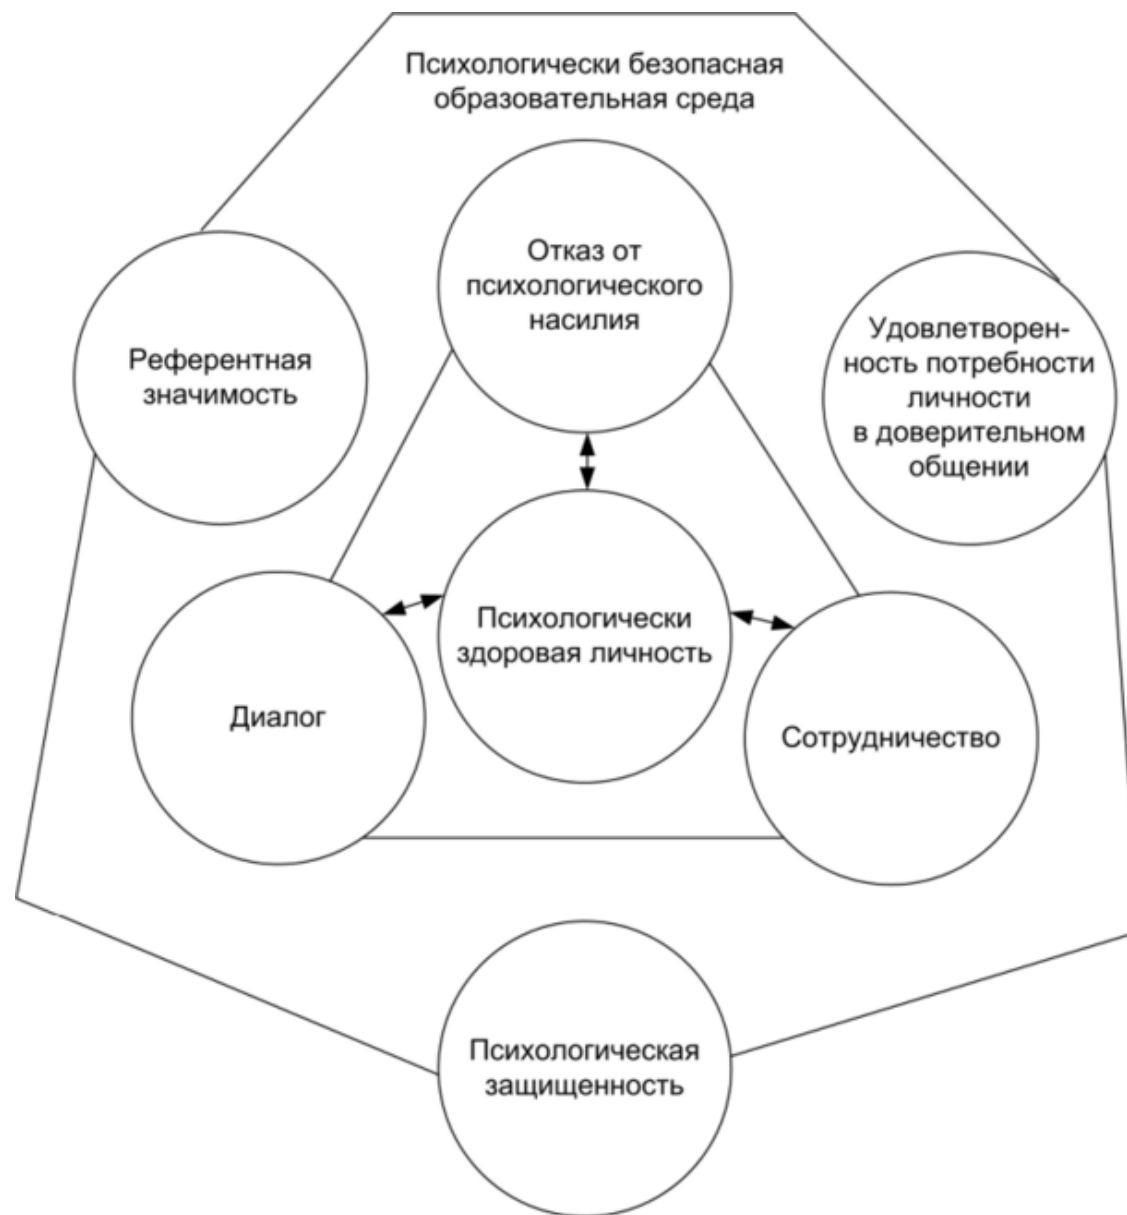 Психологически безопасная
образовательная среда
Отказ от
психологического
насилия
Референтная
значимость
Удовлетворен-
ность потребности
личности
в доверительном
общении
Психологически
здоровая личность
Диалог
Сотрудничество
Психологическая
защищенность